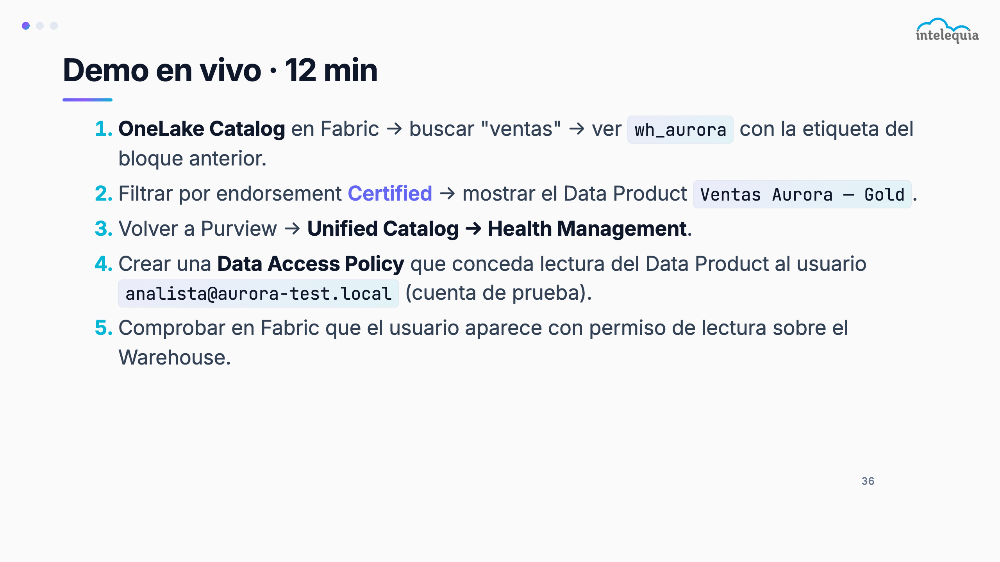 intelequia
Demo en vivo · 12 min
1. OneLake Catalog en Fabric → buscar "ventas" → ver wh_aurora con la etiqueta del
bloque anterior.
2. Filtrar por endorsement Certified → mostrar el Data Product Ventas Aurora — Gold.
3. Volver a Purview → Unified Catalog → Health Management.
4. Crear una Data Access Policy que conceda lectura del Data Product al usuario
analista@aurora-test.local (cuenta de prueba).
5. Comprobar en Fabric que el usuario aparece con permiso de lectura sobre el
Warehouse.
36